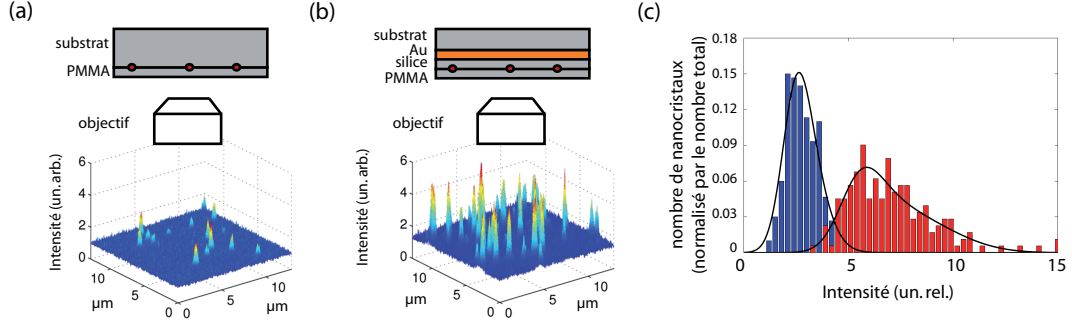 (a)
substrat
PMMA
objectif
Intensité (un.arb.)
6
4
2
0
10
5
0
μm
0
5
10
μm
(b)
substrat
Au
silice
PMMA
objectif
Intensité (un. arb.)
6
4
2
0
10
5
0
μm
0
5
10
μm
(c)
nombre de nanocristaux
(normalisé par le nombre total)
0.18
0.15
0.12
0.09
0.06
0.03
0
0
5
10
15
Intensité (un. rel.)